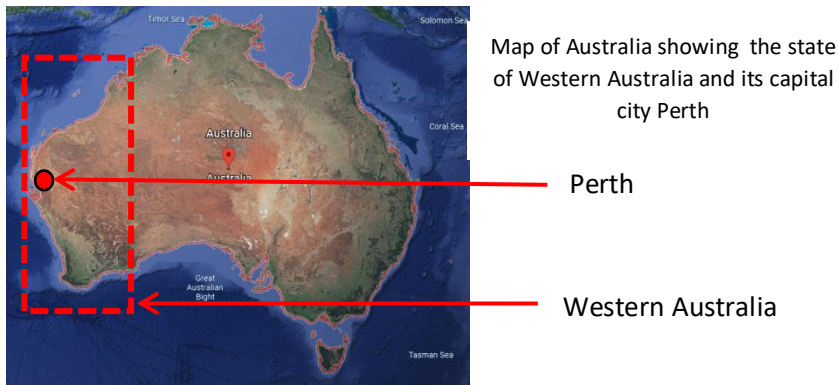 Timor Sea
Solomon Sea
Map of Australia showing the state
of Western Australia and its capital
city Perth
Coral Sea
Australia
Australia
Perth
Great
Australian
Bight
Western Australia
Tasman Sea